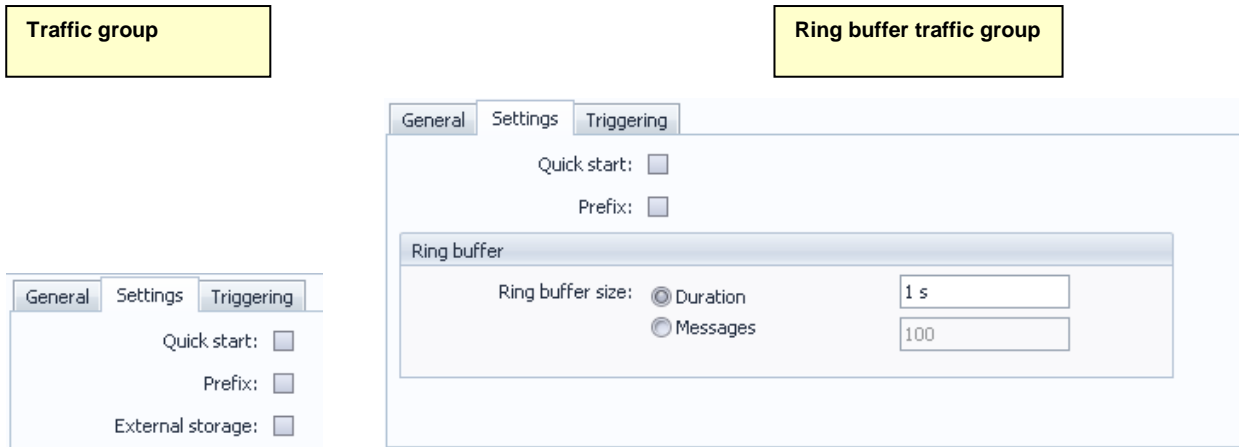 Traffic group
Ring buffer traffic group
General Settings Triggering
Quick start:
Prefix:
External storage:
General Settings Triggering
Quick start:
Prefix:
Ring buffer
Ring buffer size: Duration 1 s
Messages 100